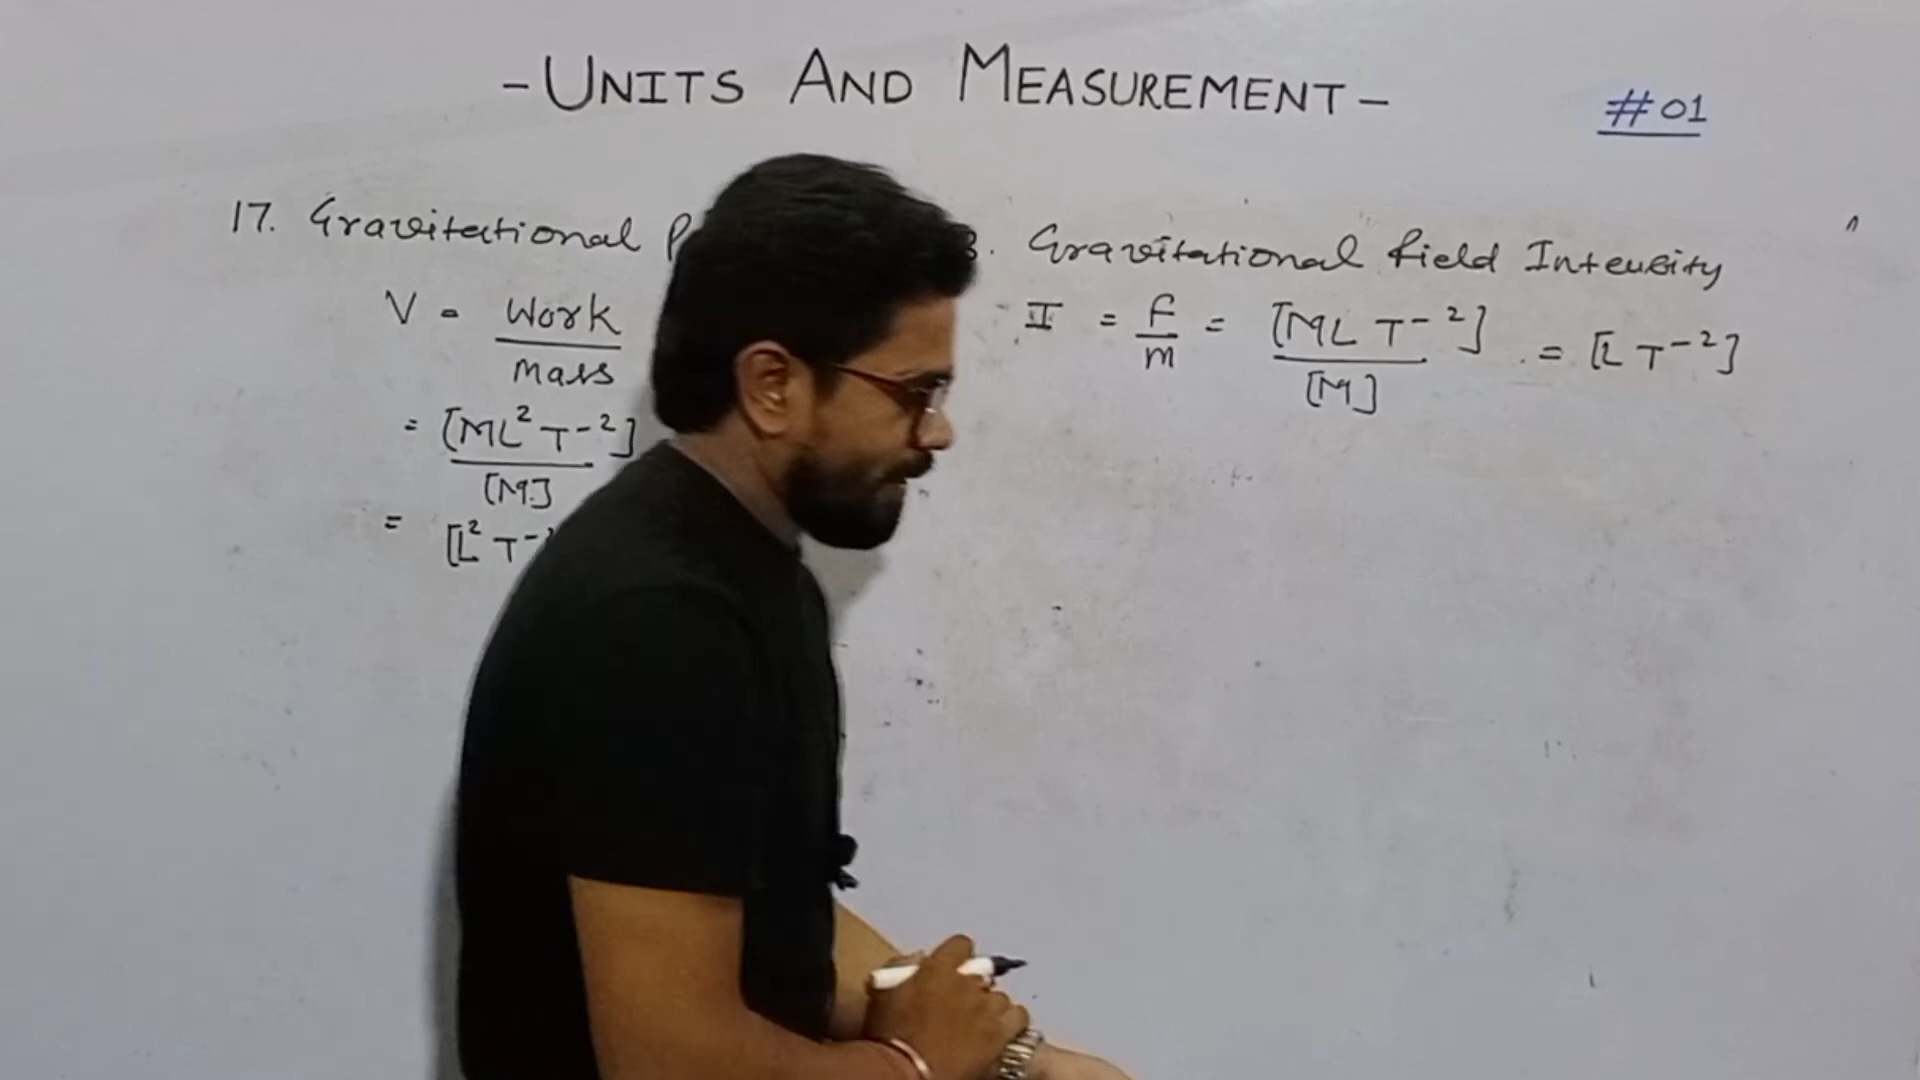 - UNITS AND MEASUREMENT -
#01
17. Gravitational
V = Work / Mass
= [ML²T⁻²] / [M]
= [L²T⁻
Gravitational field Intensity
I = F/m = [MLT⁻²] / [M] = [LT⁻²]